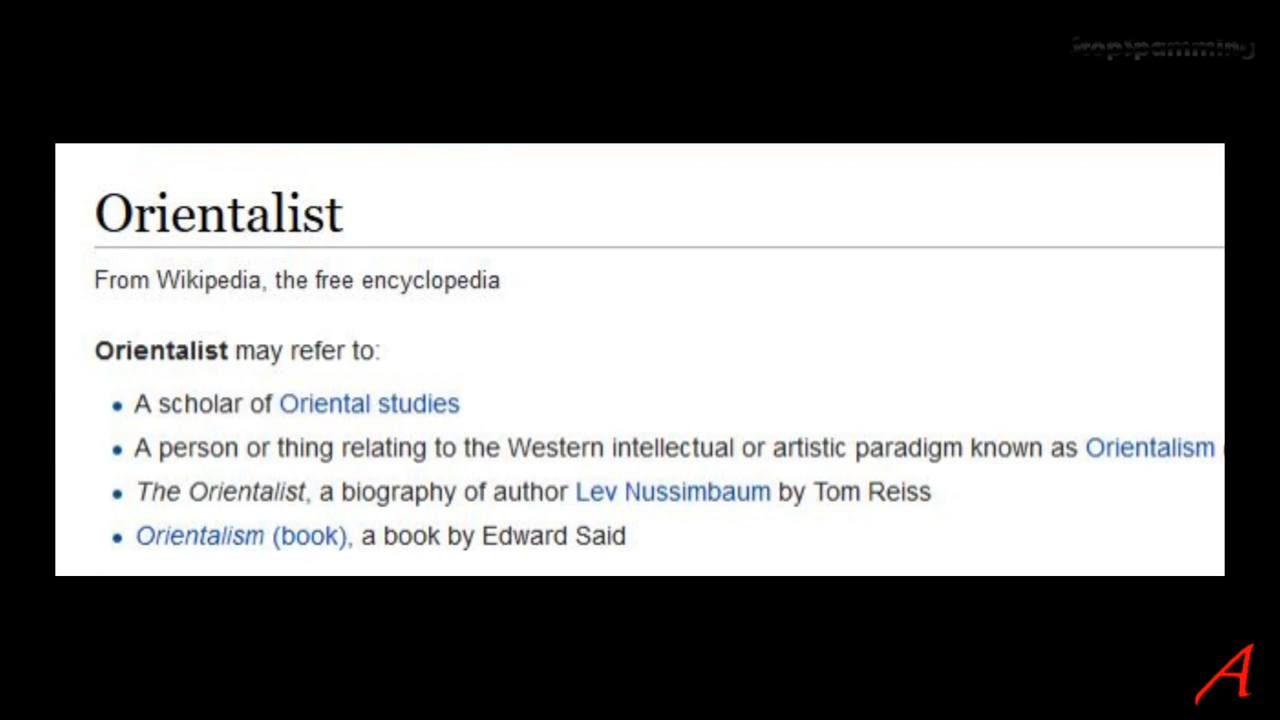 Orientalist
From Wikipedia, the free encyclopedia
Orientalist may refer to:
• A scholar of Oriental studies
• A person or thing relating to the Western intellectual or artistic paradigm known as Orientalism
• The Orientalist, a biography of author Lev Nussimbaum by Tom Reiss
• Orientalism (book), a book by Edward Said
A